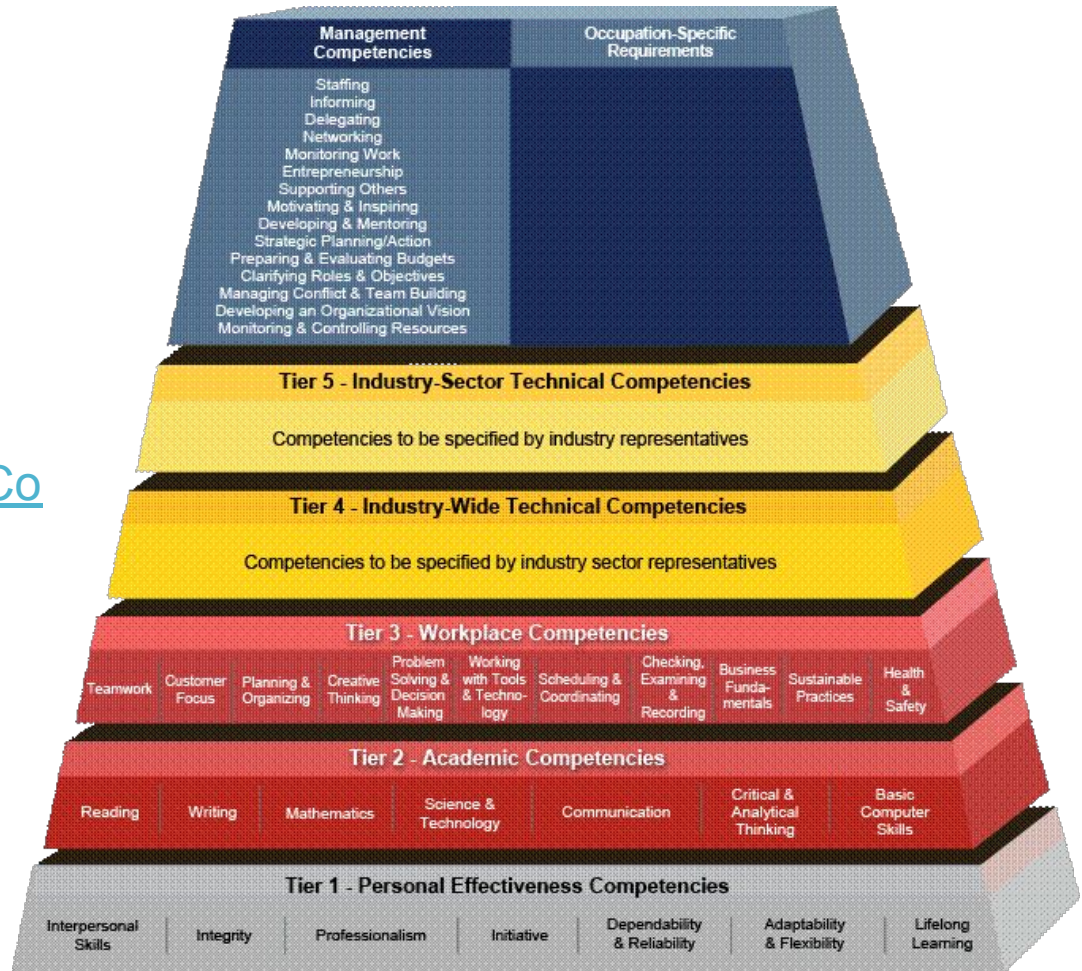 Management
Competencies
Occupation-Specific
Requirements
Staffing
Informing
Delegating
Networking
Monitoring Work
Entrepreneurship
Supporting Others
Motivating & Inspiring
Developing & Mentoring
Strategic Planning/Action
Preparing & Evaluating Budgets
Clarifying Roles & Objectives
Managing Conflict & Team Building
Developing an Organizational Vision
Monitoring & Controlling Resources
Tier 5 - Industry-Sector Technical Competencies
Competencies to be specified by industry representatives
Co
Tier 4 - Industry-Wide Technical Competencies
Competencies to be specified by industry sector representatives
Tier 3 - Workplace Competencies
Teamwork
Customer
Focus
Planning &
Organizing
Creative
Thinking
Problem
Solving &
Decision
Making
Working
with Tools
& Techno-
logy
Scheduling &
Coordinating
Checking,
Examining
&
Recording
Business
Funda-
mentals
Sustainable
Practices
Health
&
Safety
Tier 2 - Academic Competencies
Reading
Writing
Mathematics
Science &
Technology
Communication
Critical &
Analytical
Thinking
Basic
Computer
Skills
Tier 1 - Personal Effectiveness Competencies
Interpersonal
Skills
Integrity
Professionalism
Initiative
Dependability
& Reliability
Adaptability
& Flexibility
Lifelong
Learning